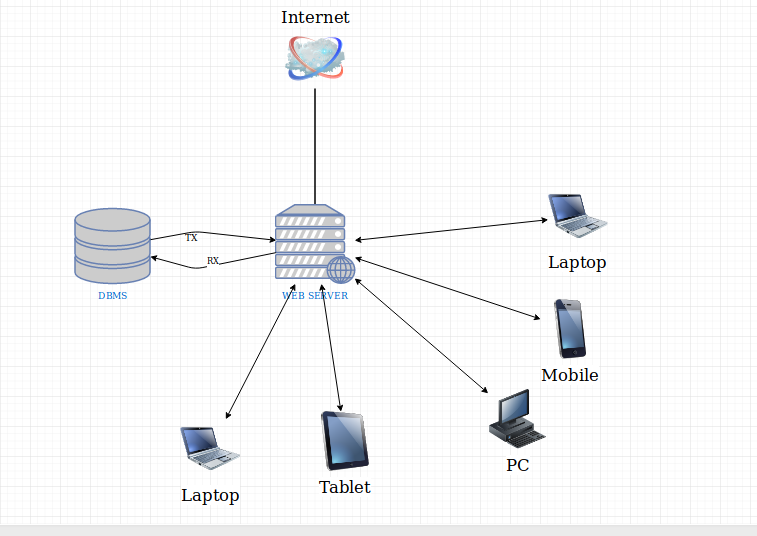 Internet
TX
RX
DBMS
WEB SERVER
Laptop
Mobile
PC
Tablet
Laptop